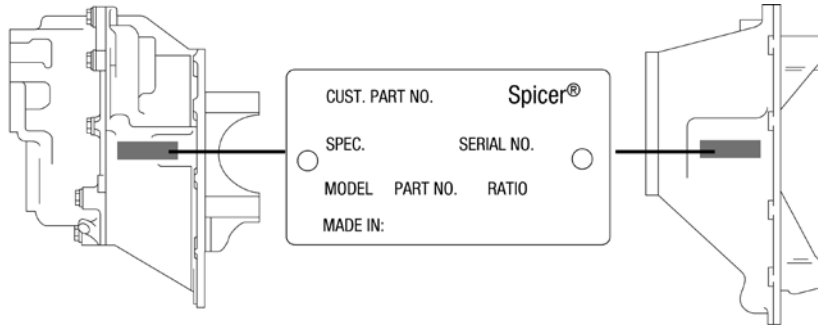 CUST. PART NO. Spicer®
SPEC. SERIAL NO.
MODEL PART NO. RATIO
MADE IN: